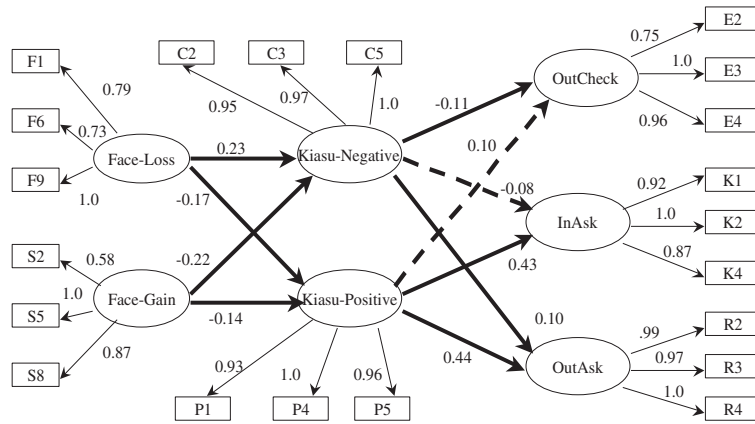 E2
C2
C3
C5
0.75
F1
1.0
E3
0.79
0.97
OutCheck
0.95
1.0
-0.11
E4
F6
0.96
0.73
0.10
Face-Loss
0.23
Kiasu-Negative
F9
K1
0.92
-0.08
1.0
-0.17
1.0
K2
InAsk
S2
0.58
-0.22
0.87
K4
0.43
1.0
Face-Gain
Kiasu-Positive
S5
-0.14
0.10
R2
.99
0.87
0.44
0.97
R3
S8
0.93
1.0
0.96
OutAsk
1.0
P1
P4
P5
R4